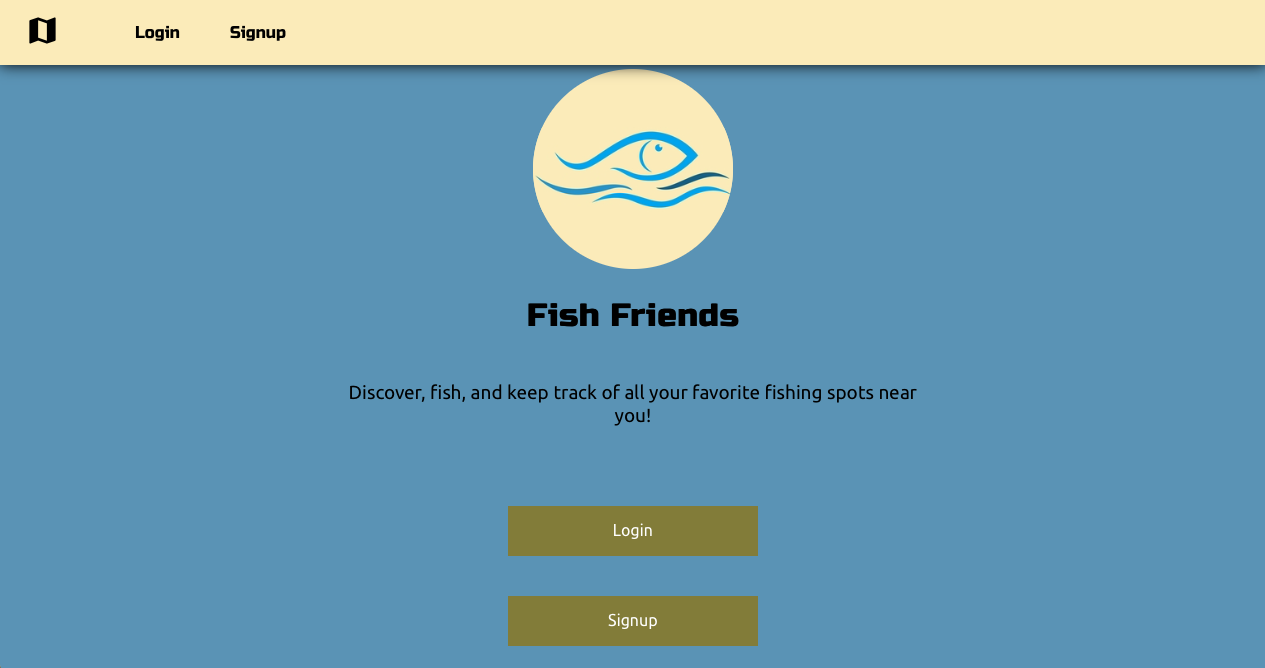 Login Signup
Fish Friends
Discover, fish, and keep track of all your favorite fishing spots near
you!
Login
Signup